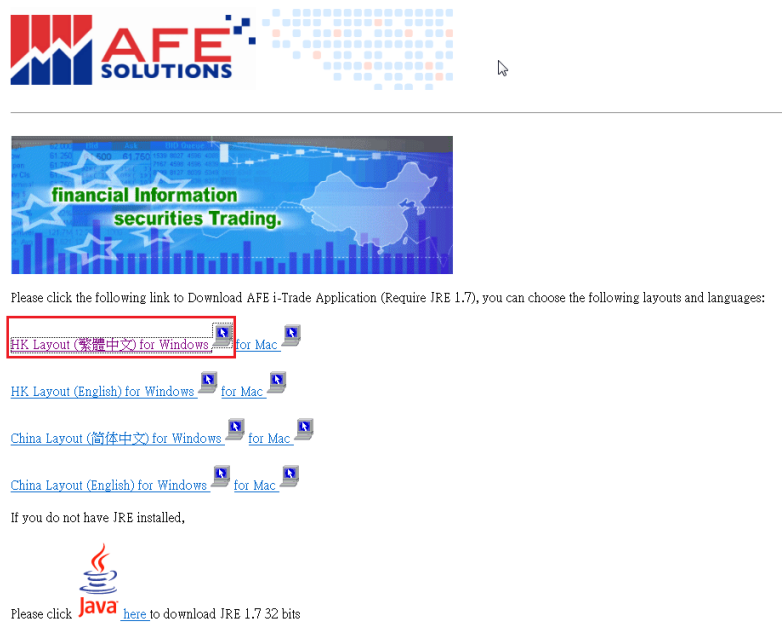 AFE
SOLUTIONS
financial Information
securities Trading.
Please click the following link to Download AFE i-Trade Application (Require JRE 1.7), you can choose the following layouts and languages:
HK Layout (繁體中文) for Windows for Mac
HK Layout (English) for Windows for Mac
China Layout (简体中文) for Windows for Mac
China Layout (English) for Windows for Mac
If you do not have JRE installed,
Please click Java here to download JRE 1.7 32 bits